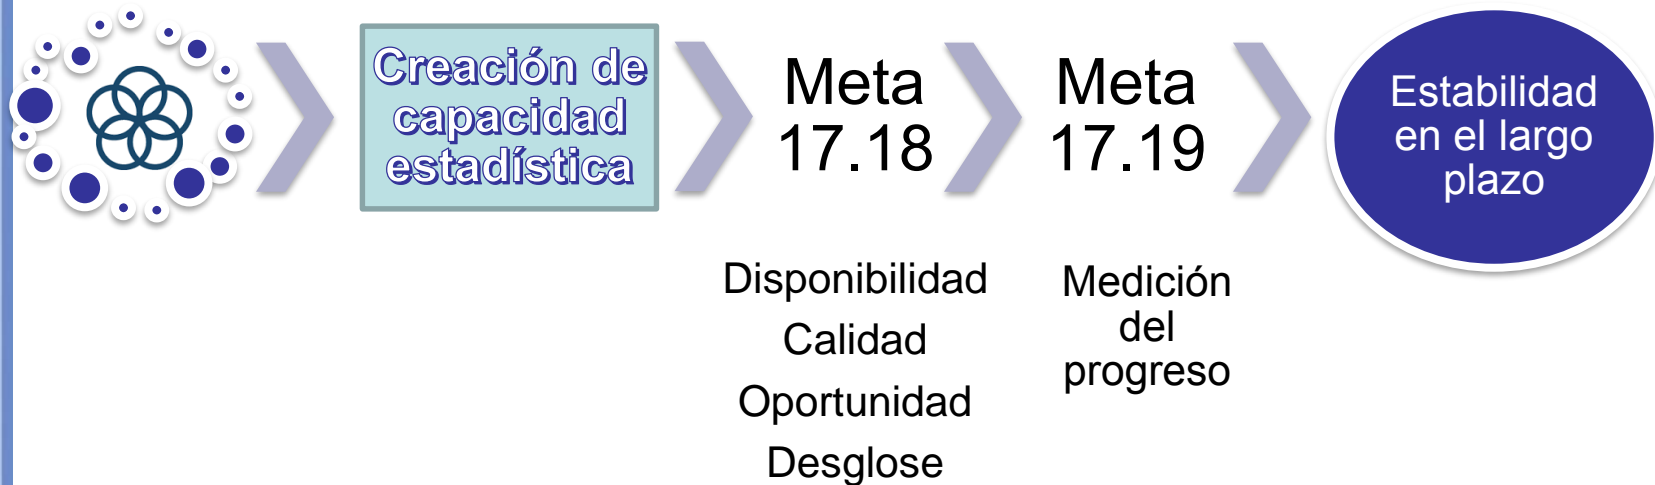 Creación de
capacidad
estadística
Meta
17.18
Meta
17.19
Estabilidad
en el largo
plazo
Disponibilidad
Calidad
Oportunidad
Desglose
Medición
del
progreso